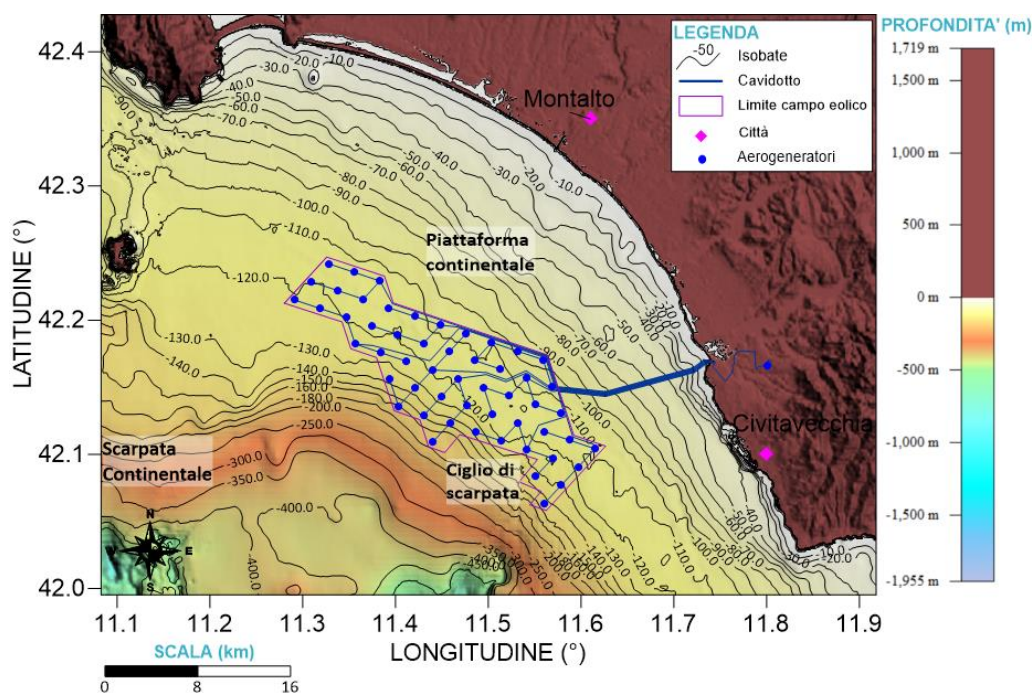 LEGENDA
-50
Isobate
Cavidotto
Limite campo eolico
Città
Aerogeneratori
PROFONDITA' (m)
1,719 m
1,500 m
1,000 m
500 m
0 m
-500 m
-1,000 m
-1,500 m
-1,955 m
LATITUDINE (°)
42.4
42.3
42.2
42.1
42.0
Montalto
Civitavecchia
Piattaforma
continentale
Ciglio di
scarpata
Scarpata
Continentale
N
E
S
-10.0
-20.0
-30.0
-40.0
-50.0
-60.0
-70.0
-80.0
-90.0
-100.0
-110.0
-120.0
-130.0
-140.0
-150.0
-160.0
-200.0
-250.0
-300.0
-350.0
-400.0
11.1
11.2
11.3
11.4
11.5
11.6
11.7
11.8
11.9
LONGITUDINE (°)
SCALA (km)
0
8
16